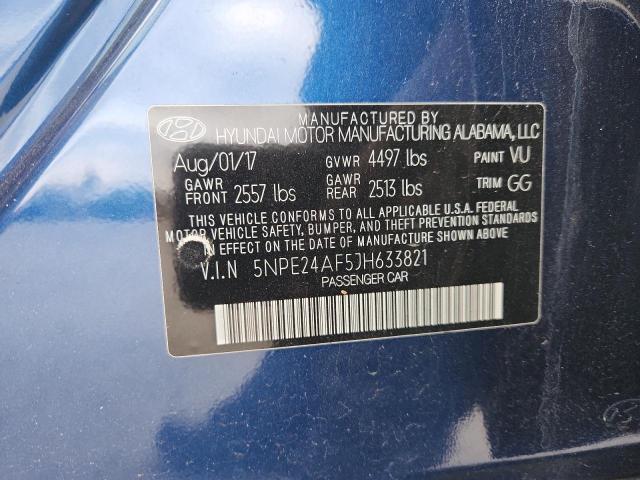 MANUFACTURED BY
HYUNDAI MOTOR MANUFACTURING ALABAMA, LLC
Aug/01/17 GVWR 4497 lbs PAINT VU
GAWR FRONT 2557 lbs GAWR REAR 2513 lbs TRIM GG
THIS VEHICLE CONFORMS TO ALL APPLICABLE U.S.A. FEDERAL
MOTOR VEHICLE SAFETY, BUMPER, AND THEFT PREVENTION STANDARDS
IN EFFECT ON THE DATE OF MANUFACTURE SHOWN ABOVE.
V.I.N 5NPE24AF5JH633821
PASSENGER CAR